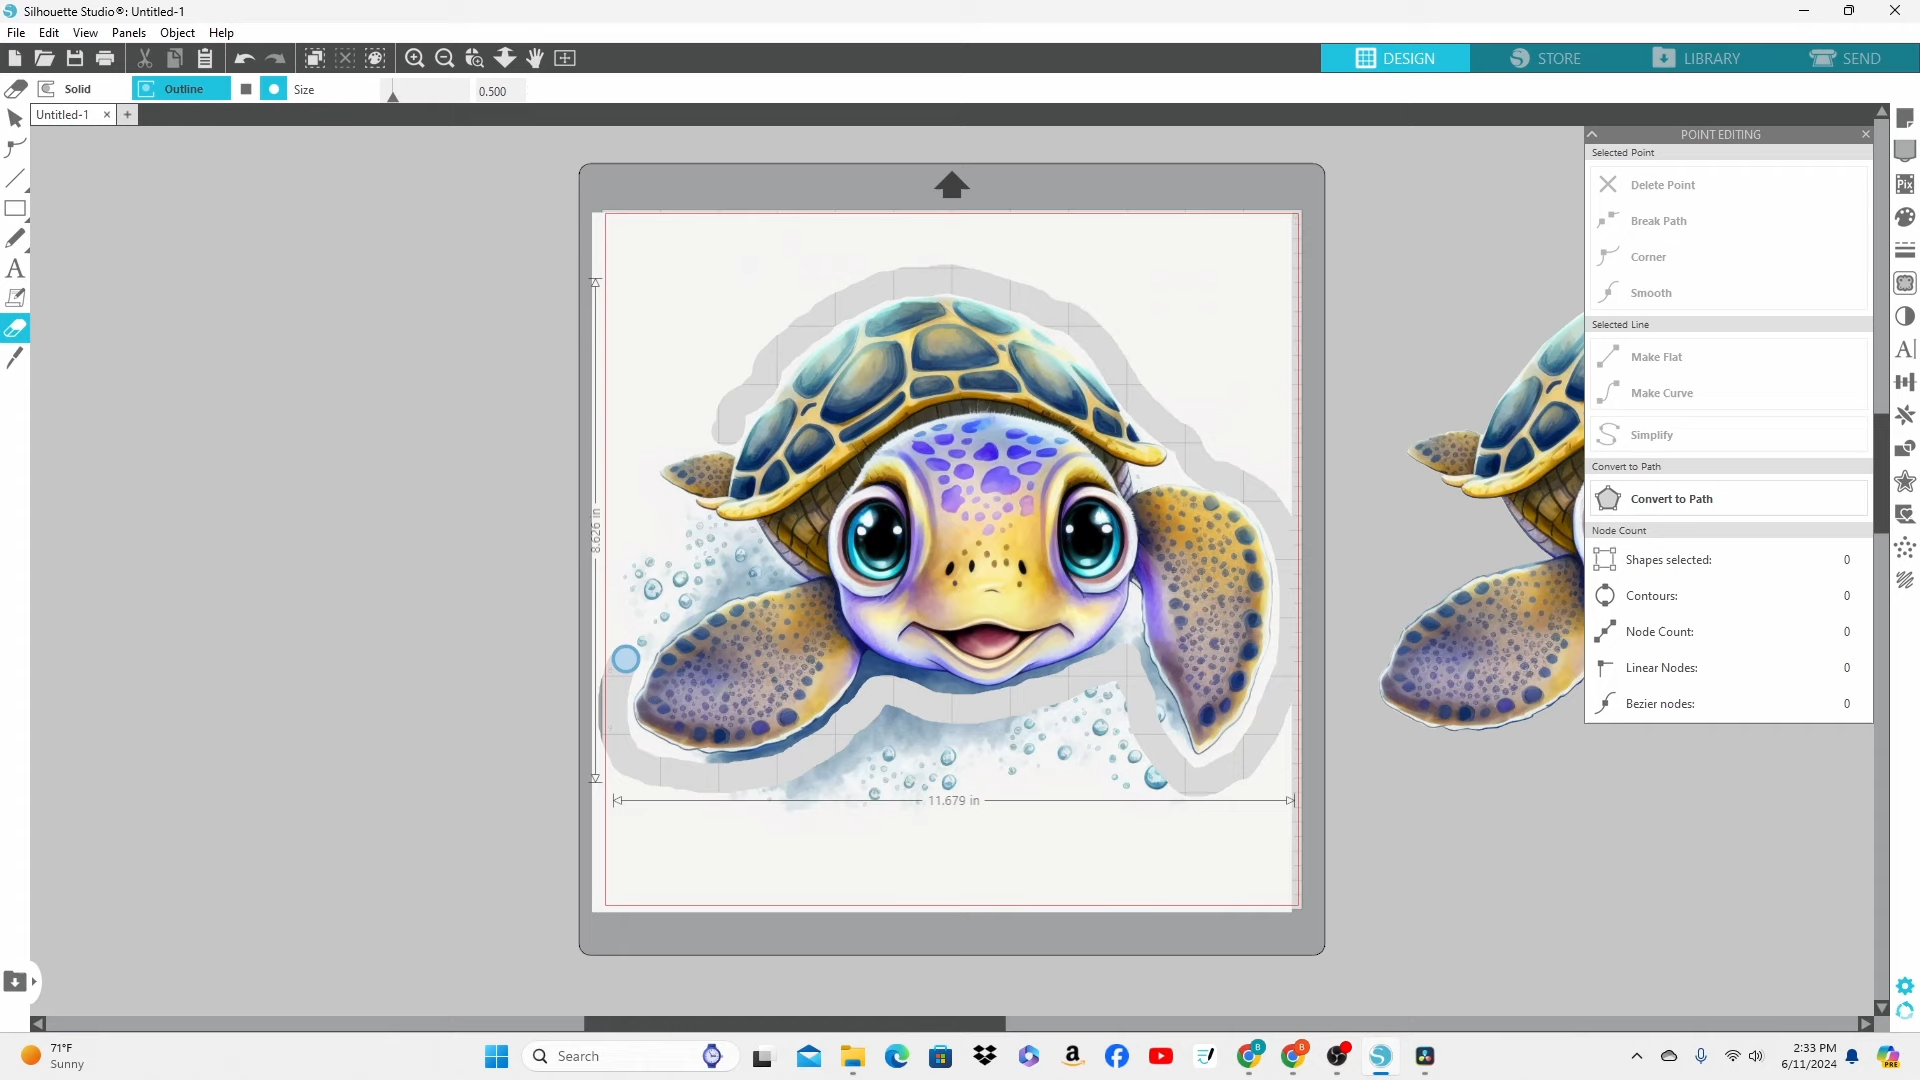 Silhouette Studio®: Untitled-1
File Edit View Panels Object Help
DESIGN STORE LIBRARY SEND
Solid Outline Size 0.500
Untitled-1 × +
POINT EDITING
Selected Point
Delete Point
Break Path
Corner
Smooth
Selected Line
Make Flat
Make Curve
Simplify
Convert to Path
Convert to Path
Node Count
Shapes selected: 0
Contours: 0
Node Count: 0
Linear Nodes: 0
Bezier nodes: 0
Pix
A
A
8.626 in
11.679 in
71°F
Sunny
Search
B
B
2:33 PM
6/11/2024
PRE